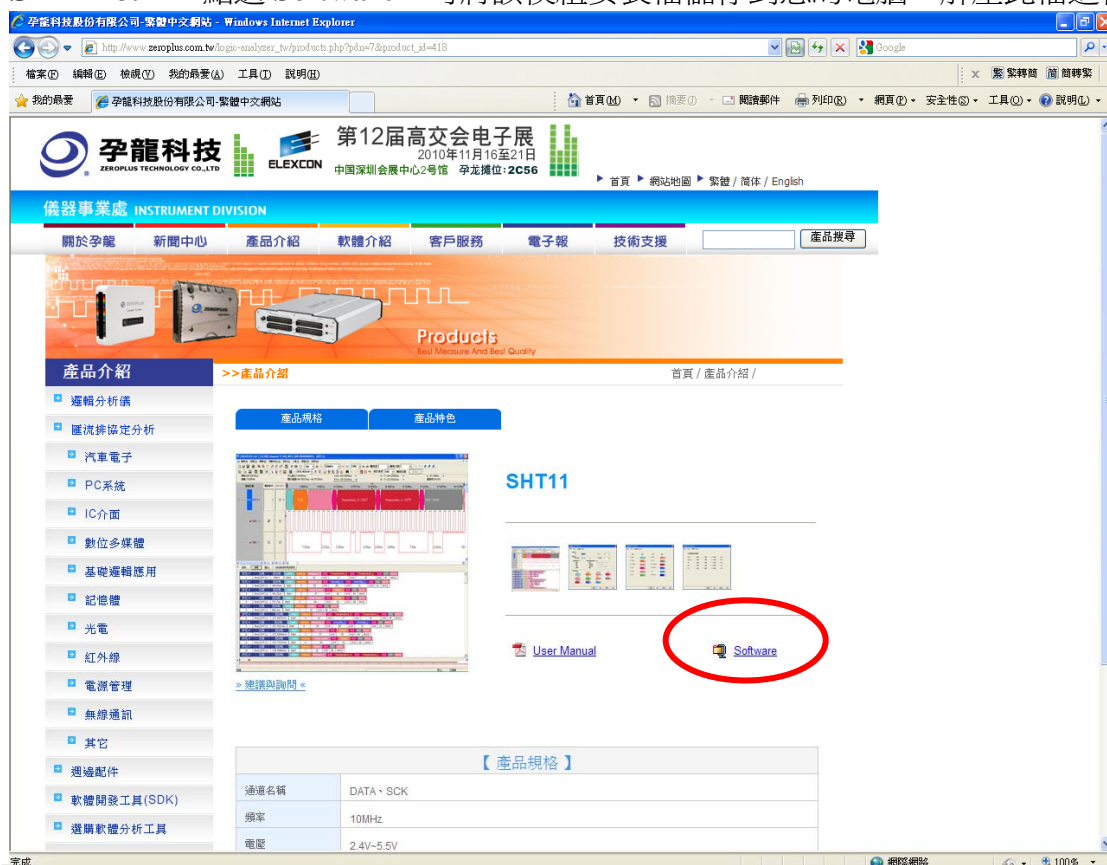 孕龍科技股份有限公司-繁體中文網站 - Windows Internet Explorer
http://www.zeroplus.com.tw/logic-analyzer_tw/products.php?pdn=7&product_id=418
Google
檔案(F) 編輯(E) 檢視(V) 我的最愛(A) 工具(T) 說明(H)
x 繁 繁轉簡 簡 簡轉繁
我的最愛 孕龍科技股份有限公司-繁體中文網站
首頁(M) 摘要(J) 閱讀郵件 列印(R) 網頁(P) 安全性(S) 工具(O) 說明(L)
孕龍科技
ZEROPLUS TECHNOLOGY CO.,LTD
ELEXCON
第12届高交会电子展
2010年11月16至21日
中国深圳会展中心2号馆 孕龙摊位:2C56
首頁 網站地圖 繁體 / 简体 / English
儀器事業處 INSTRUMENT DIVISION
關於孕龍 新聞中心 產品介紹 軟體介紹 客戶服務 電子報 技術支援 產品搜尋
Products
Best Measure And Best Quality
產品介紹
>>產品介紹
首頁 / 產品介紹 /
邏輯分析儀
匯流排協定分析
汽車電子
PC系統
IC介面
數位多媒體
基礎邏輯應用
記憶體
光電
紅外線
電源管理
無線通訊
其它
週邊配件
軟體開發工具(SDK)
選購軟體分析工具
產品規格 產品特色
SHT11
User Manual Software
» 建議與詢問 «
【 產品規格 】
通道名稱 DATA、SCK
頻率 10MHz
電壓 2.4V~5.5V
完成
網際網路
100%